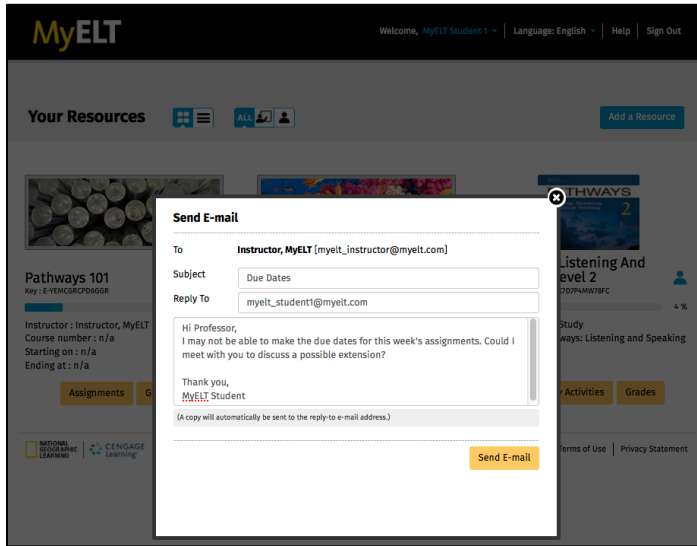 MyELT
Welcome, MyELT Student 1
Language: English
Help
Sign Out
Your Resources
ALL
Add a Resource
Send E-mail
To Instructor, MyELT [myelt_instructor@myelt.com]
Subject Due Dates
Reply To myelt_student1@myelt.com
Hi Professor,
I may not be able to make the due dates for this week's assignments. Could I
meet with you to discuss a possible extension?
Thank you,
MyELT Student
(A copy will automatically be sent to the reply-to e-mail address.)
Send E-mail
Pathways 101
Key : E-YEMCGRCPD6GGR
Instructor : Instructor, MyELT
Course number : n/a
Starting on : n/a
Ending at : n/a
Assignments
THWAYS
2
Listening And
evel 2
4 %
Study
ways: Listening and Speaking
Activities
Grades
NATIONAL
GEOGRAPHIC
LEARNING
CENGAGE
Learning
Terms of Use
Privacy Statement